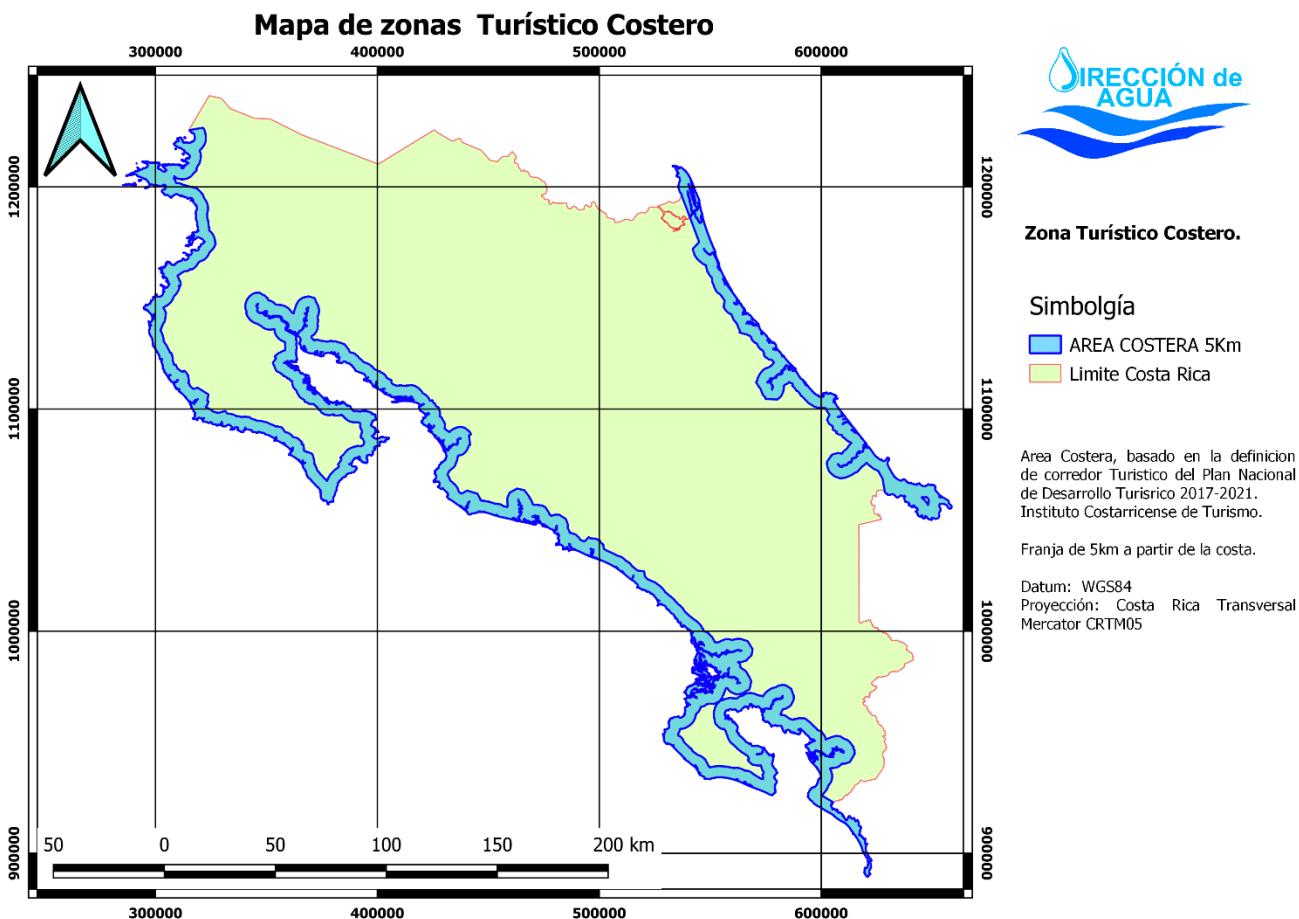 Mapa de zonas Turístico Costero
300000 400000 500000 600000
1200000
1100000
1000000
900000
1200000
1100000
1000000
900000
50 0 50 100 150 200 km
300000 400000 500000 600000
DIRECCIÓN de
AGUA
Zona Turístico Costero.
Simbolgía
AREA COSTERA 5Km
Limite Costa Rica
Area Costera, basado en la definicion
de corredor Turistico del Plan Nacional
de Desarrollo Turisrico 2017-2021.
Instituto Costarricense de Turismo.
Franja de 5km a partir de la costa.
Datum: WGS84
Proyección: Costa Rica Transversal
Mercator CRTM05